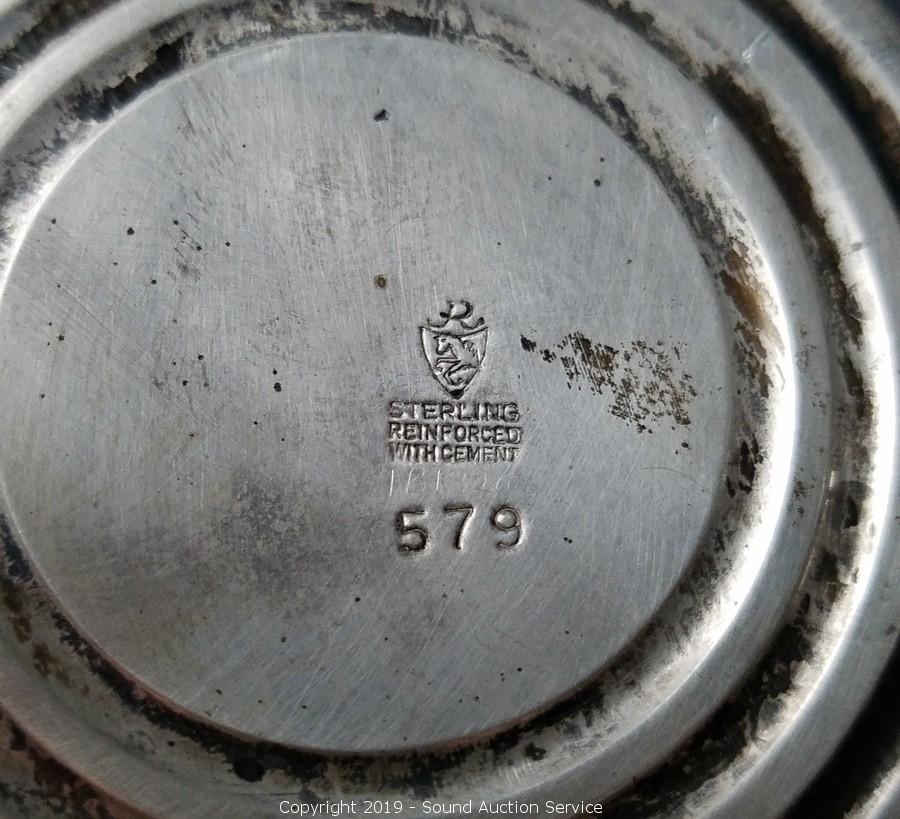 R
STERLING
REINFORCED
WITH CEMENT
579
Copyright 2019 - Sound Auction Service